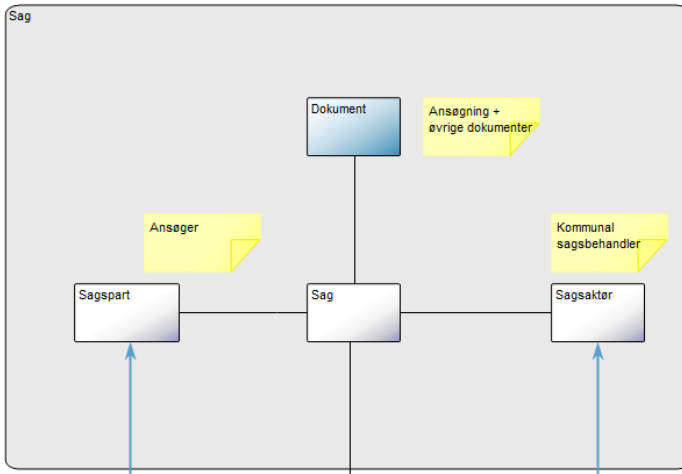 Sag
Dokument
Ansøgning +
øvrige dokumenter
Ansøger
Kommunal
sagsbehandler
Sagspart
Sag
Sagsaktør